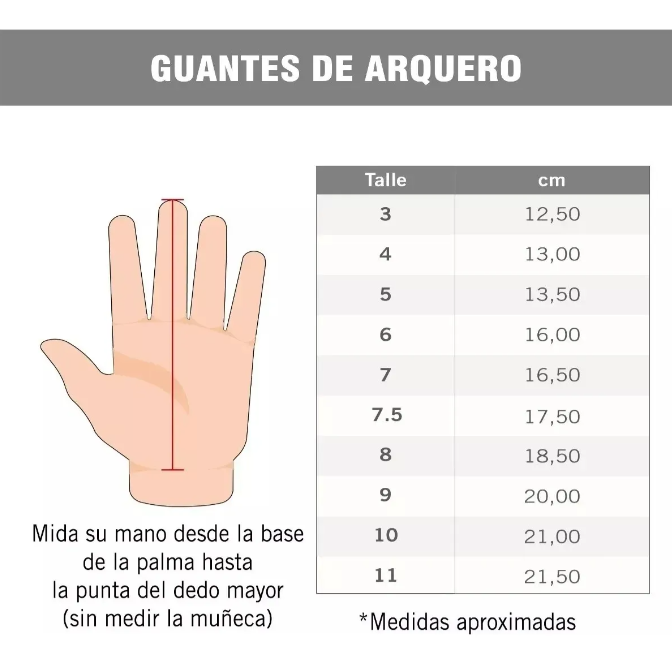 GUANTES DE ARQUERO
Talle cm
3 12,50
4 13,00
5 13,50
6 16,00
7 16,50
7.5 17,50
8 18,50
9 20,00
10 21,00
11 21,50
Mida su mano desde la base
de la palma hasta
la punta del dedo mayor
(sin medir la muñeca)
*Medidas aproximadas